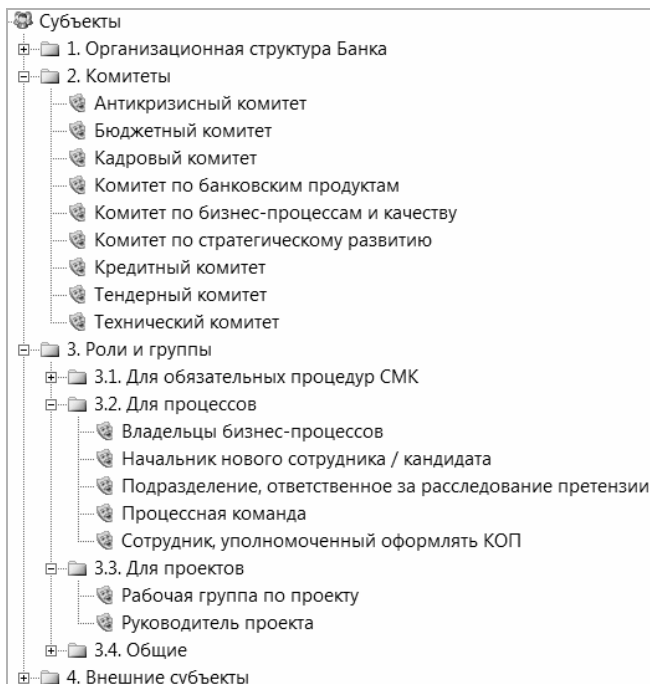 Субъекты
1. Организационная структура Банка
2. Комитеты
Антикризисный комитет
Бюджетный комитет
Кадровый комитет
Комитет по банковским продуктам
Комитет по бизнес-процессам и качеству
Комитет по стратегическому развитию
Кредитный комитет
Тендерный комитет
Технический комитет
3. Роли и группы
3.1. Для обязательных процедур СМК
3.2. Для процессов
Владельцы бизнес-процессов
Начальник нового сотрудника / кандидата
Подразделение, ответственное за расследование претензии
Процессная команда
Сотрудник, уполномоченный оформлять КОП
3.3. Для проектов
Рабочая группа по проекту
Руководитель проекта
3.4. Общие
4. Внешние субъекты